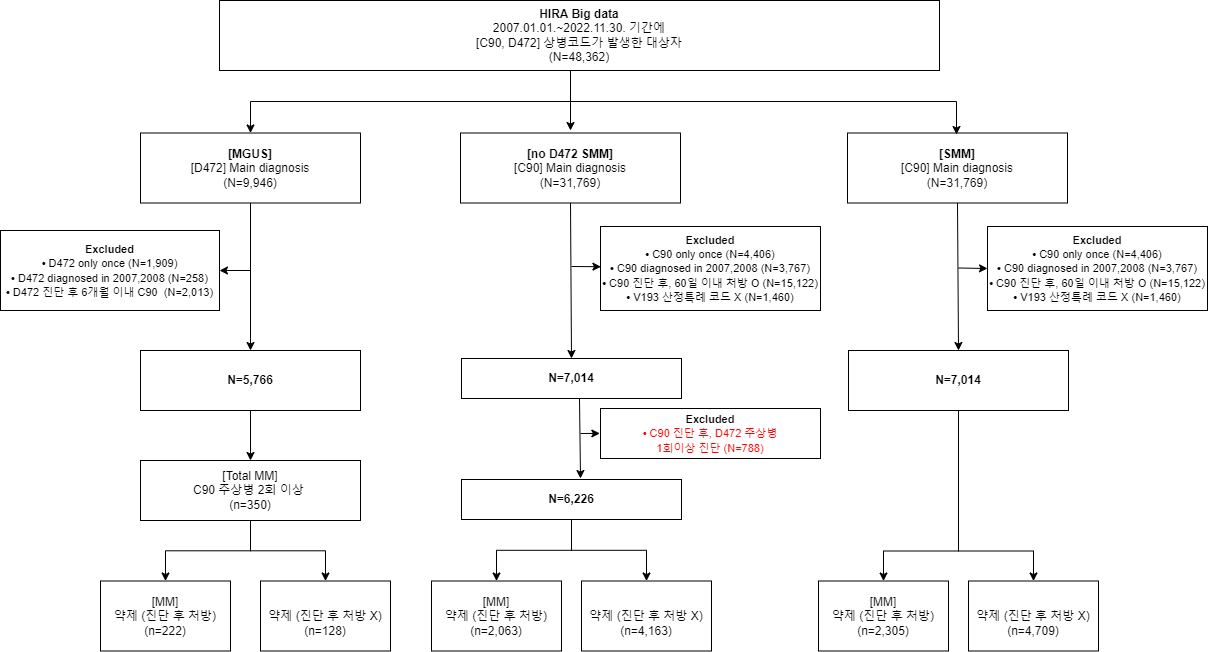 HIRA Big data
2007.01.01.~2022.11.30. 기간에
[C90, D472] 상병코드가 발생한 대상자
(N=48,362)
[MGUS]
[D472] Main diagnosis
(N=9,946)
[no D472 SMM]
[C90] Main diagnosis
(N=31,769)
[SMM]
[C90] Main diagnosis
(N=31,769)
Excluded
• D472 only once (N=1,909)
• D472 diagnosed in 2007,2008 (N=258)
• D472 진단 후 6개월 이내 C90 (N=2,013)
Excluded
• C90 only once (N=4,406)
• C90 diagnosed in 2007,2008 (N=3,767)
• C90 진단 후, 60일 이내 처방 O (N=15,122)
• V193 산정특례 코드 X (N=1,460)
Excluded
• C90 only once (N=4,406)
• C90 diagnosed in 2007,2008 (N=3,767)
• C90 진단 후, 60일 이내 처방 O (N=15,122)
• V193 산정특례 코드 X (N=1,460)
N=5,766
N=7,014
N=7,014
Excluded
• C90 진단 후, D472 주상병
1회이상 진단 (N=788)
[Total MM]
C90 주상병 2회 이상
(n=350)
N=6,226
[MM]
약제 (진단 후 처방)
(n=222)
약제 (진단 후 처방 X)
(n=128)
[MM]
약제 (진단 후 처방)
(n=2,063)
약제 (진단 후 처방 X)
(n=4,163)
[MM]
약제 (진단 후 처방)
(n=2,305)
약제 (진단 후 처방 X)
(n=4,709)